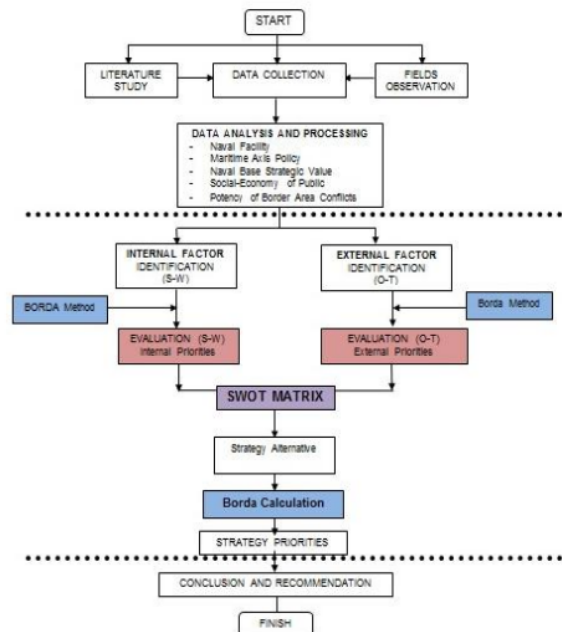 START
LITERATURE
STUDY
DATA COLLECTION
FIELDS
OBSERVATION
DATA ANALYSIS AND PROCESSING
- Naval Facility
- Maritime Axis Policy
- Naval Base Strategic Value
- Social-Economy of Public
- Potency of Border Area Conflicts
INTERNAL FACTOR
IDENTIFICATION
(S-W)
EXTERNAL FACTOR
IDENTIFICATION
(O-T)
BORDA Method
Borda Method
EVALUATION (S-W)
Internal Priorities
EVALUATION (O-T)
External Priorities
SWOT MATRIX
Strategy Alternative
Borda Calculation
STRATEGY PRIORITIES
CONCLUSION AND RECOMMENDATION
FINISH